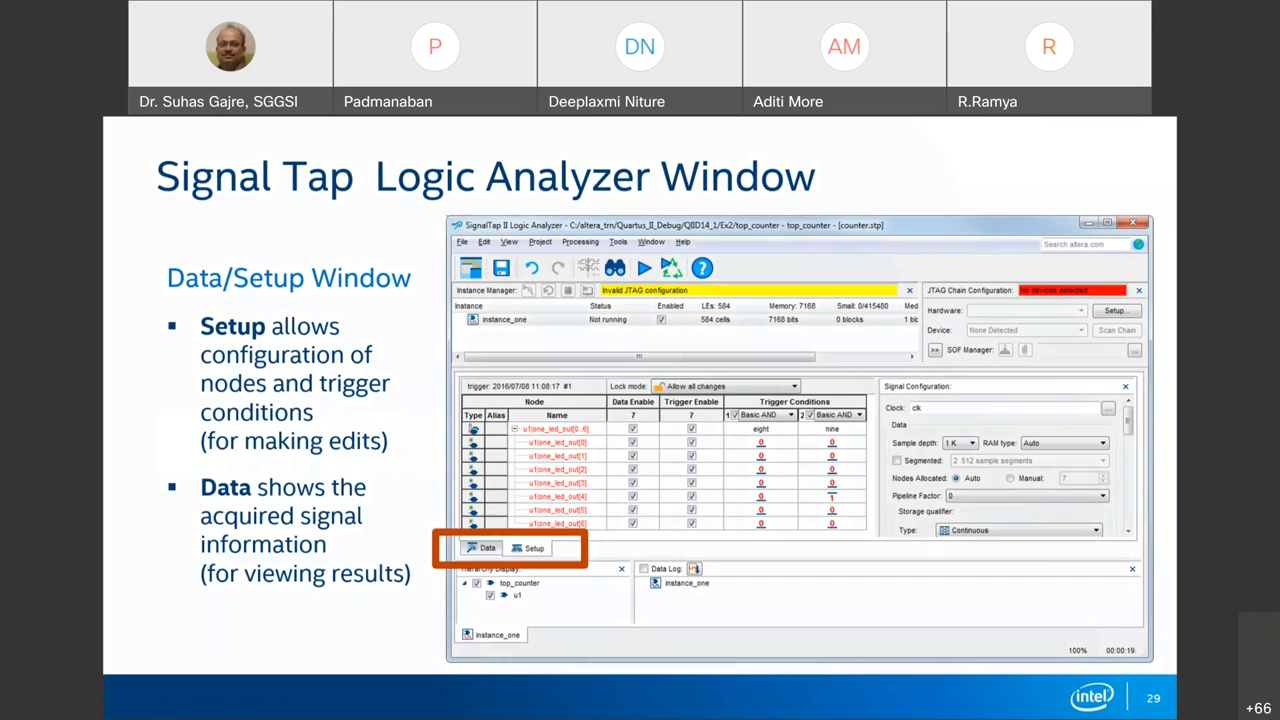 P
DN
AM
R
Dr. Suhas Gajre, SGGSI
Padmanaban
Deeplaxmi Niture
Aditi More
R.Ramya
Signal Tap Logic Analyzer Window
Data/Setup Window
Setup allows
configuration of
nodes and trigger
conditions
(for making edits)
Data shows the
acquired signal
information
(for viewing results)
SignalTap II Logic Analyzer - C:/altera_trn/Quartus_II_Debug/QIID14_1/Ex2/top_counter - top_counter - [counter.stp]
File Edit View Project Processing Tools Window Help
Search altera.com
Instance Manager: Invalid JTAG configuration
Instance Status Enabled LEs: 584 Memory: 7168 Small: 0/415480 Med
instance_one Not running 584 cells 7168 bits 0 blocks 1 blc
JTAG Chain Configuration: No devices detected
Hardware: Setup...
Device: None Detected Scan Chain
>> SOF Manager: ...
trigger: 2016/07/08 11:08:17 #1 Lock mode: Allow all changes
Node Data Enable Trigger Enable Trigger Conditions
Type Alias Name 7 7 1 Basic AND 2 Basic AND
u1|one_led_out[0..6] eight nine
u1|one_led_out[0] 0 0
u1|one_led_out[1] 0 0
u1|one_led_out[2] 0 0
u1|one_led_out[3] 0 0
u1|one_led_out[4] 0 1
u1|one_led_out[5] 0 0
u1|one_led_out[6] 0 0
Data Setup
Signal Configuration:
Clock: clk ...
Data
Sample depth: 1 K RAM type: Auto
Segmented: 2 512 sample segments
Nodes Allocated: Auto Manual: 7
Pipeline Factor: 0
Storage qualifier:
Type: Continuous
Hierarchy Display:
top_counter
u1
Data Log:
instance_one
instance_one
100% 00:00:19
intel
29
+66